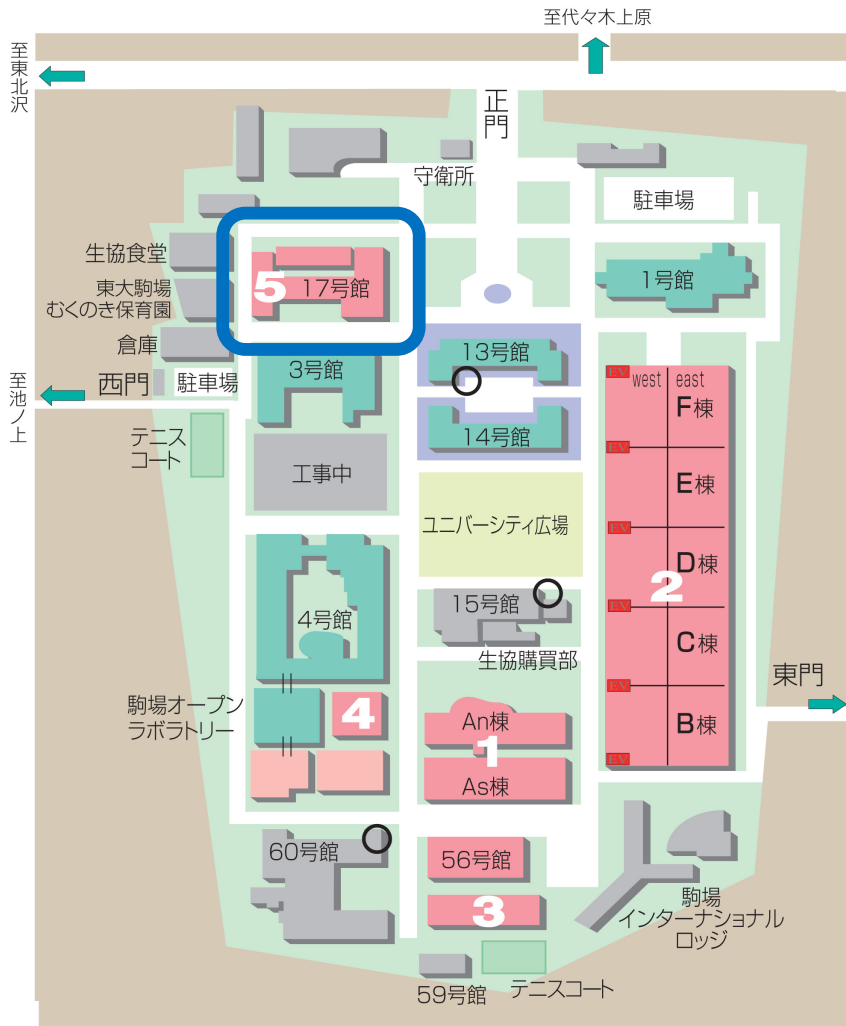 至代々木上原
至東北沢
正門
守衛所
駐車場
生協食堂
東大駒場
むくのき保育園
5
17号館
1号館
倉庫
西門
駐車場
3号館
13号館
至池ノ上
14号館
テニス
コート
工事中
ユニバーシティ広場
EV
west
east
F棟
EV
E棟
EV
D棟
2
EV
C棟
EV
B棟
EV
4号館
15号館
生協購買部
東門
駒場オープン
ラボラトリー
4
An棟
1
As棟
60号館
56号館
3
駒場
インターナショナル
ロッジ
59号館
テニスコート